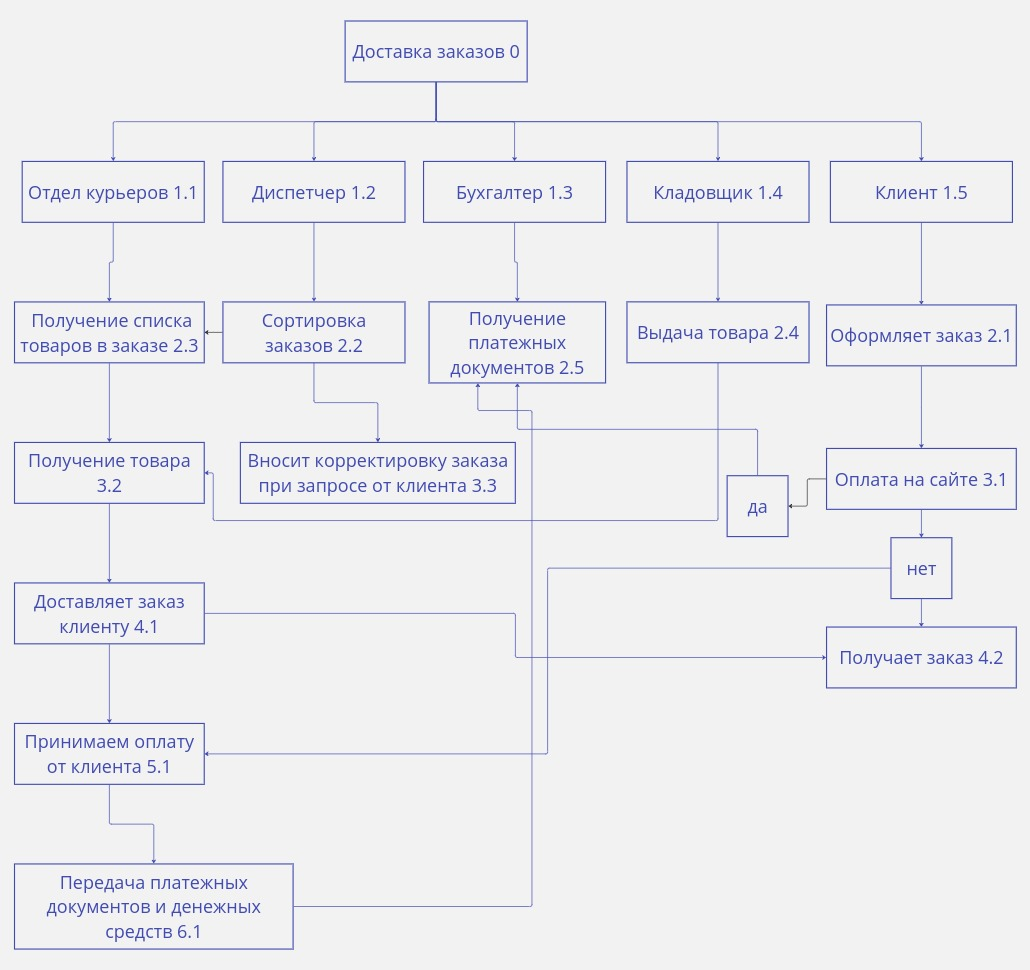 Доставка заказов 0
Отдел курьеров 1.1
Диспетчер 1.2
Бухгалтер 1.3
Кладовщик 1.4
Клиент 1.5
Получение списка
товаров в заказе 2.3
Сортировка
заказов 2.2
Получение
платежных
документов 2.5
Выдача товара 2.4
Оформляет заказ 2.1
Получение товара
3.2
Вносит корректировку заказа
при запросе от клиента 3.3
да
Оплата на сайте 3.1
нет
Доставляет заказ
клиенту 4.1
Получает заказ 4.2
Принимаем оплату
от клиента 5.1
Передача платежных
документов и денежных
средств 6.1